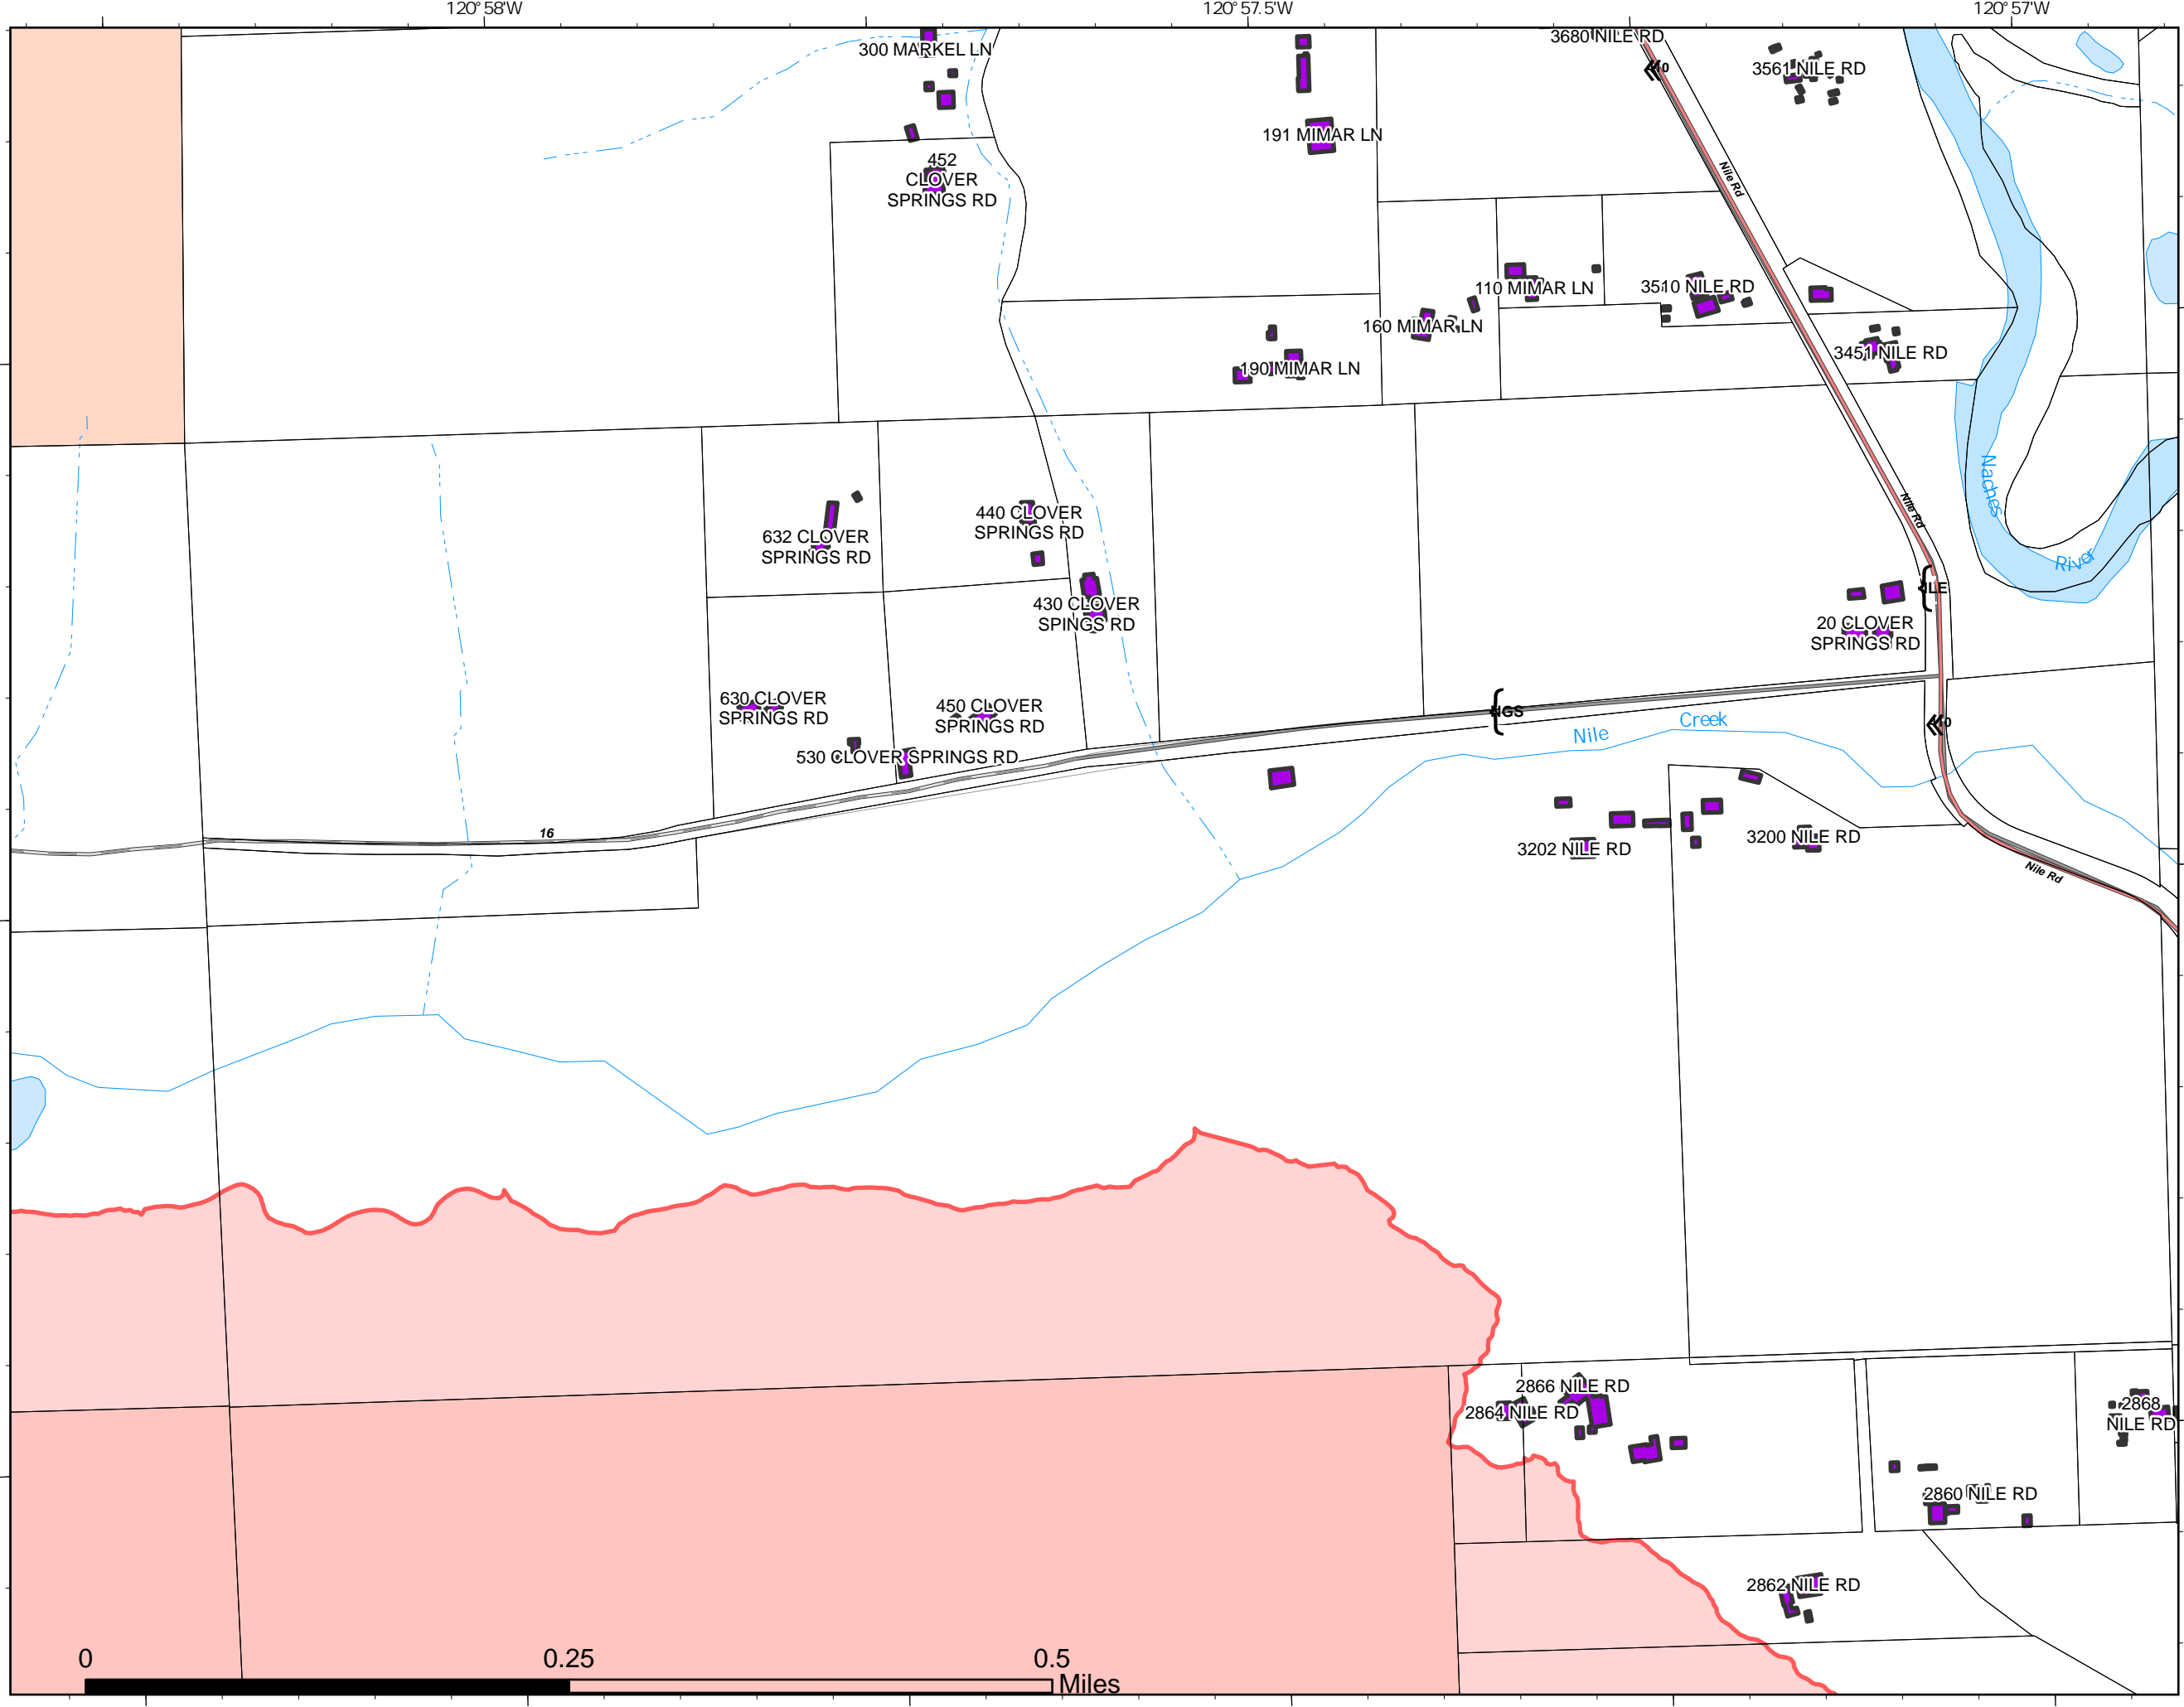 120°58'W
120°57.5'W
120°57'W
300 MARKEL LN
3680 NILE RD
3561 NILE RD
191 MIMAR LN
452
CLOVER
SPRINGS RD
Nile Rd
110 MIMAR LN
3510 NILE RD
160 MIMAR LN
3451 NILE RD
190 MIMAR LN
Naches
River
Nile Rd
632 CLOVER
SPRINGS RD
440 CLOVER
SPRINGS RD
430 CLOVER
SPINGS RD
20 CLOVER
SPRINGS RD
630 CLOVER
SPRINGS RD
450 CLOVER
SPRINGS RD
530 CLOVER SPRINGS RD
Nile
Creek
16
3202 NILE RD
3200 NILE RD
Nile Rd
2866 NILE RD
2864 NILE RD
2868
NILE RD
2860 NILE RD
2862 NILE RD
0
0.25
0.5
Miles